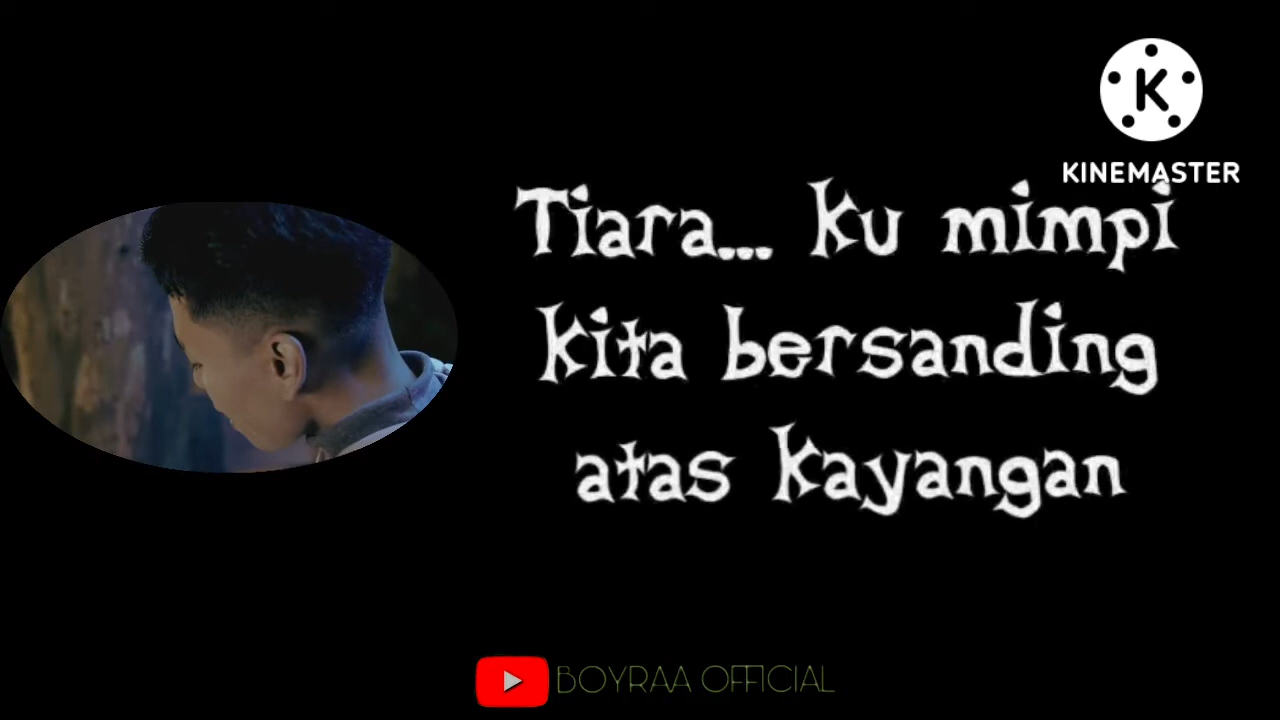 K
KINEMASTER
Tiara... ku mimpi
kita bersanding
atas kayangan
BOYRAA OFFICIAL